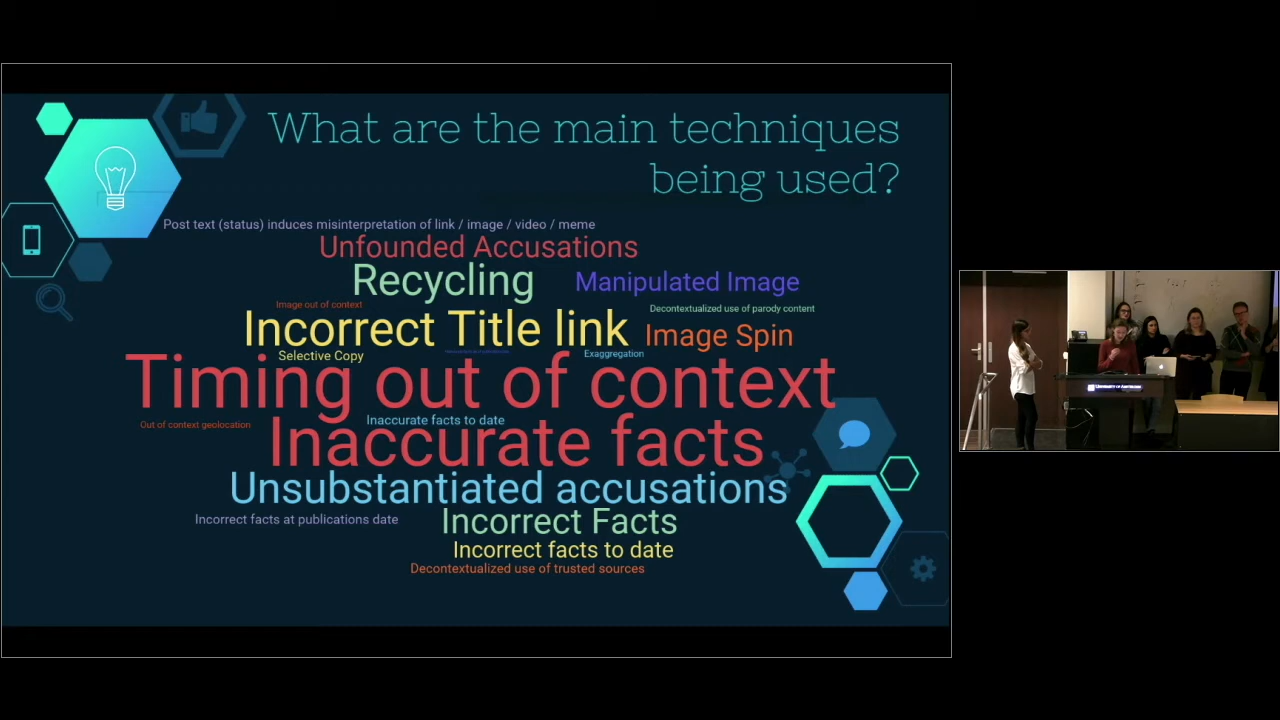 What are the main techniques
being used?
Post text (status) induces misinterpretation of link / image / video / meme
Unfounded Accusations
Recycling
Manipulated Image
Image out of context
Decontextualized use of parody content
Incorrect Title link
Image Spin
Selective Copy
Exaggregation
Timing out of context
Out of context geolocation
Inaccurate facts to date
Inaccurate facts
Unsubstantiated accusations
Incorrect facts at publications date
Incorrect Facts
Incorrect facts to date
Decontextualized use of trusted sources
University of Amsterdam